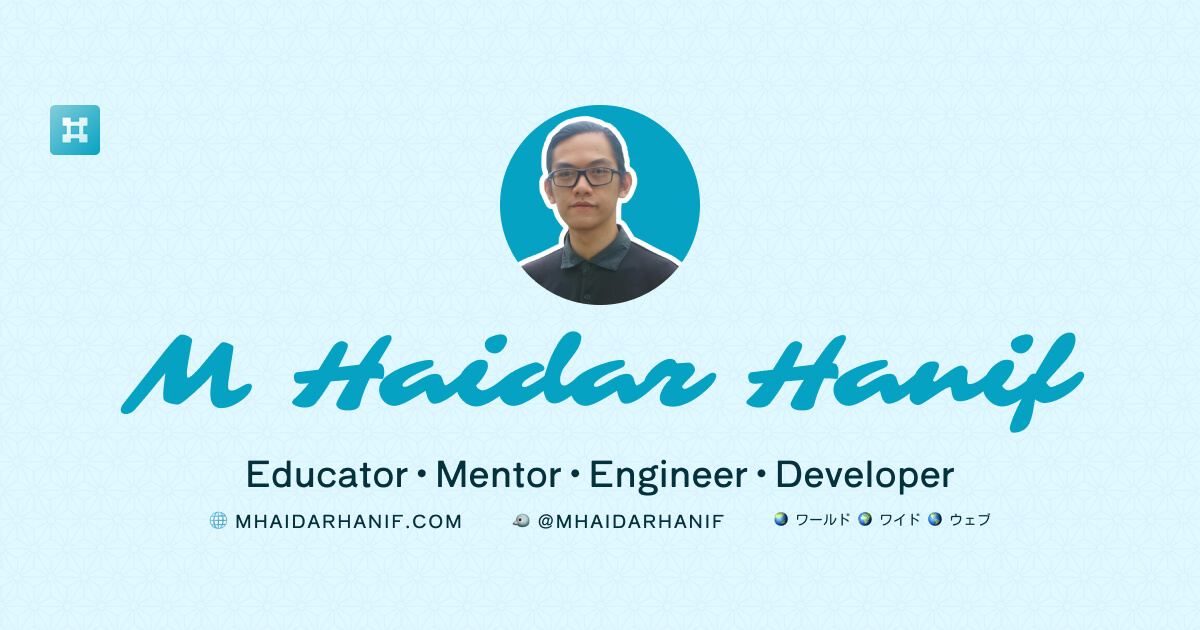 M Haidar Hanif
Educator • Mentor • Engineer • Developer
🌐 MHAIDARHANIF.COM 🐦 @MHAIDARHANIF 🌏 ワールド 🌍 ワイド 🌎 ウェブ